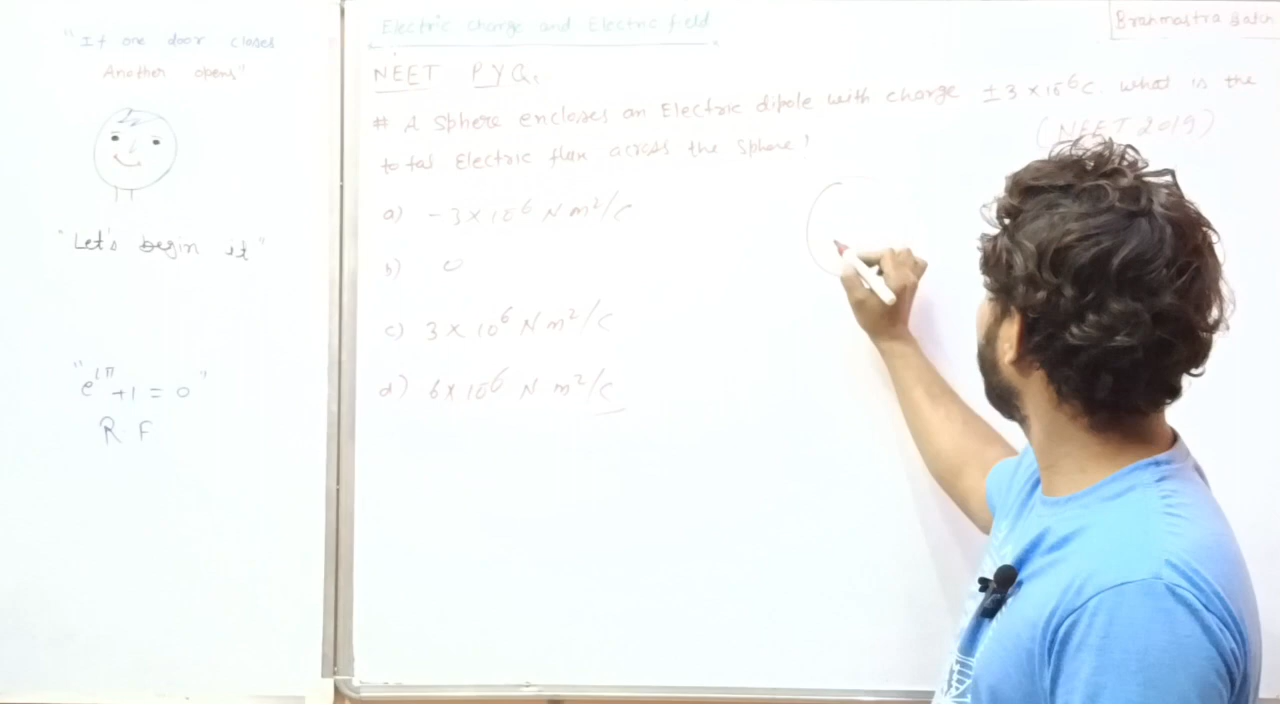 "If one door closes
Another opens"
"Let's begin it"
"e^iπ + 1 = 0"
R F
Electric charge and Electric field
Brahmastra Batch
NEET PYQs
# A sphere encloses an Electric dipole with charge ± 3 × 10^6 C. what is the
total Electric flux across the sphere?
(NEET 2019)
a) - 3 × 10^6 N m²/C
b) 0
c) 3 × 10^6 N m²/C
d) 6 × 10^6 N m²/C